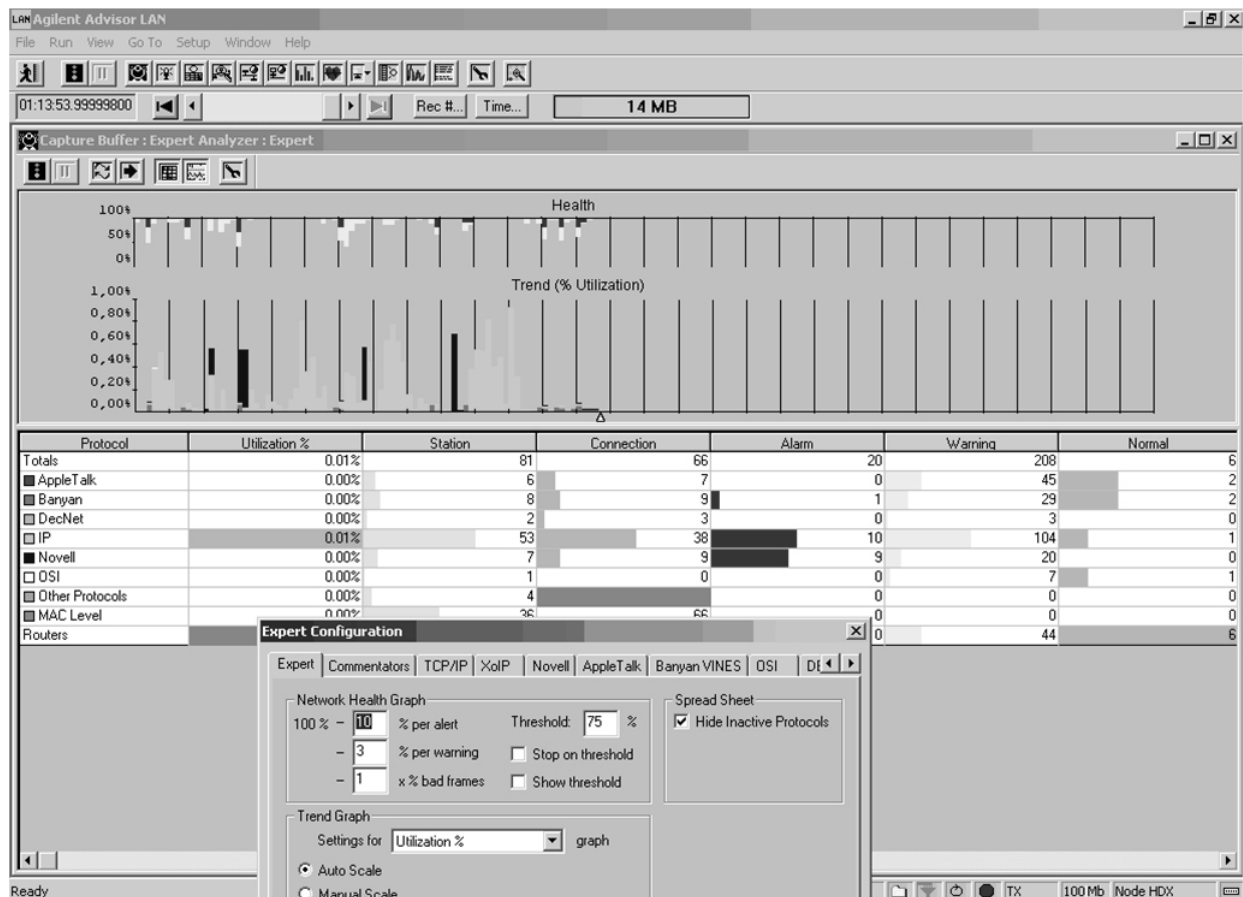 LAN Agilent Advisor LAN
File Run View Go To Setup Window Help
01:13:53.99999800 Rec #... Time... 14 MB
Capture Buffer : Expert Analyzer : Expert
Health
100%
50%
0%
Trend (% Utilization)
1,00%
0,80%
0,60%
0,40%
0,20%
0,00%
Protocol Utilization % Station Connection Alarm Warning Normal
Totals 0.01% 81 66 20 208 6
AppleTalk 0.00% 6 7 0 45 2
Banyan 0.00% 8 9 1 29 2
DecNet 0.00% 2 3 0 3 0
IP 0.01% 53 38 10 104 1
Novell 0.00% 7 9 9 20 0
OSI 0.00% 1 0 0 7 1
Other Protocols 0.00% 4 0 0 0 0
MAC Level 0.00% 36 66 0 0 0
Routers 0 44 6
Expert Configuration
Expert Commentators TCP/IP XoIP Novell AppleTalk Banyan VINES OSI
Network Health Graph Spread Sheet
100 % - 10 % per alert Threshold: 75 % Hide Inactive Protocols
- 3 % per warning Stop on threshold
- 1 x % bad frames Show threshold
Trend Graph
Settings for Utilization % graph
Auto Scale
Manual Scale
Ready TX 100 Mb Node HDX